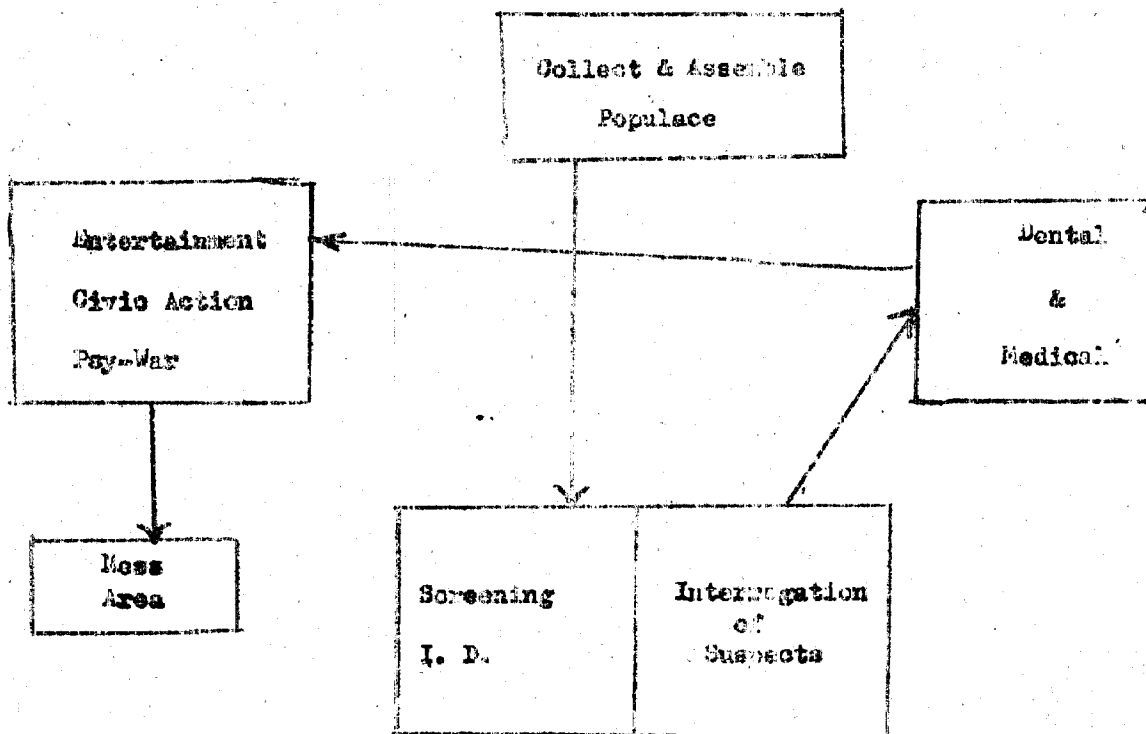 Collect & Assemble
Populace
Entertainment
Civic Action
Psy-War
Dental
&
Medical
Mess
Area
Screening
I. D.
Interrogation
of
Suspects